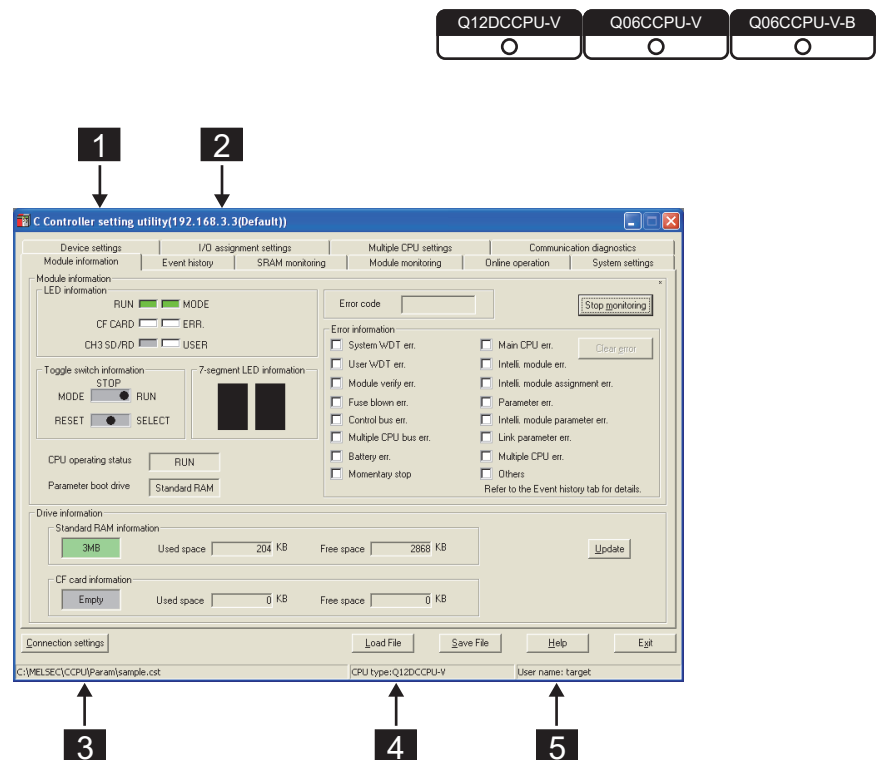 Q12DCCPU-V Q06CCPU-V Q06CCPU-V-B
1 2
C Controller setting utility(192.168.3.3(Default))
Device settings I/O assignment settings Multiple CPU settings Communication diagnostics
Module information Event history SRAM monitoring Module monitoring Online operation System settings
Module information
LED information
RUN MODE
CF CARD ERR.
CH3 SD/RD USER
Error code
Stop monitoring
Toggle switch information
STOP
MODE RUN
RESET SELECT
7-segment LED information
Error information
System WDT err.
User WDT err.
Module verify err.
Fuse blown err.
Control bus err.
Multiple CPU bus err.
Battery err.
Momentary stop
Main CPU err.
Intelli. module err.
Intelli. module assignment err.
Parameter err.
Intelli. module parameter err.
Link parameter err.
Multiple CPU err.
Others
Clear error
Refer to the Event history tab for details.
CPU operating status RUN
Parameter boot drive Standard RAM
Drive information
Standard RAM information
3MB Used space 204 KB Free space 2868 KB
Update
CF card information
Empty Used space 0 KB Free space 0 KB
Connection settings Load File Save File Help Exit
C:\MELSEC\CCPU\Param\sample.cst CPU type:Q12DCCPU-V User name: target
3 4 5